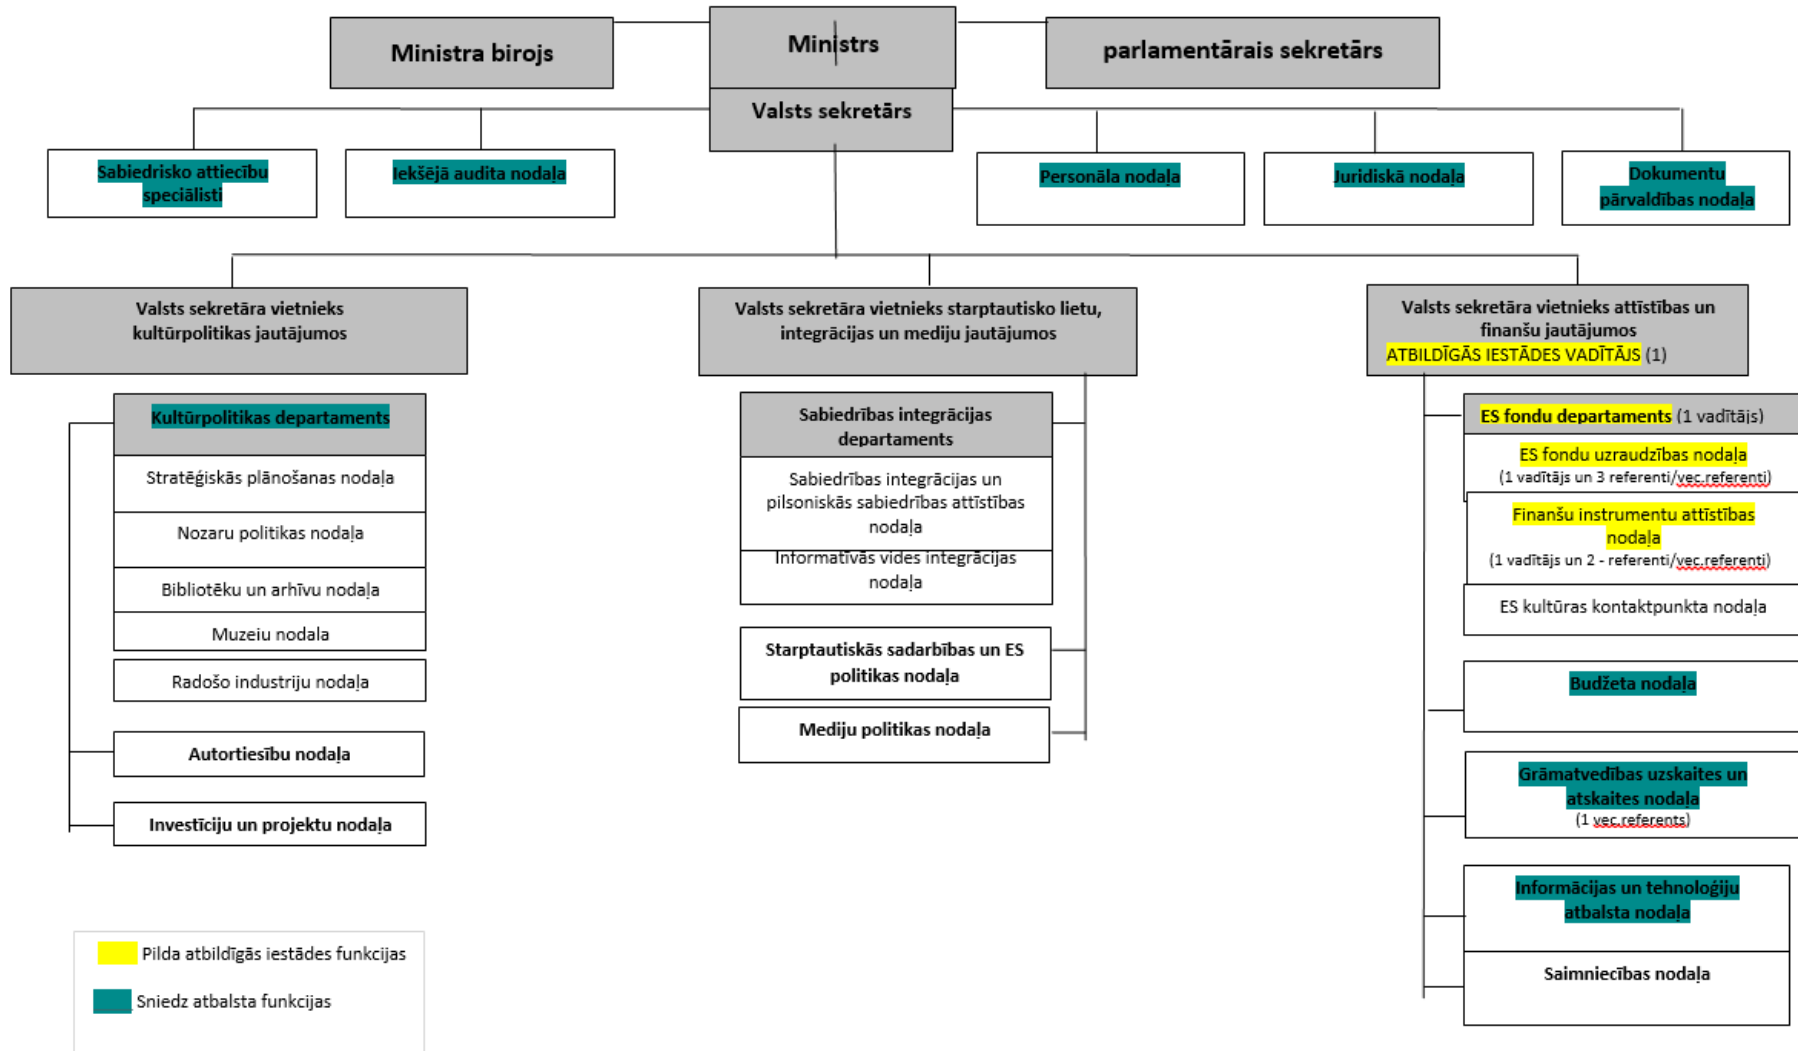 Ministra birojs
Ministrs
parlamentārais sekretārs
Valsts sekretārs
Sabiedrisko attiecību
speciālisti
Iekšējā audita nodaļa
Personāla nodaļa
Juridiskā nodaļa
Dokumentu
pārvaldības nodaļa
Valsts sekretāra vietnieks
kultūrpolitikas jautājumos
Valsts sekretāra vietnieks starptautisko lietu,
integrācijas un mediju jautājumos
Valsts sekretāra vietnieks attīstības un
finanšu jautājumos
ATBILDĪGĀS IESTĀDES VADĪTĀJS (1)
Kultūrpolitikas departaments
Stratēģiskās plānošanas nodaļa
Nozaru politikas nodaļa
Bibliotēku un arhīvu nodaļa
Muzeiu nodala
Radošo industriju nodaļa
Autortiesību nodaļa
Investīciju un projektu nodaļa
Sabiedrības integrācijas
departaments
Sabiedrības integrācijas un
pilsoniskās sabiedrības attīstības
nodaļa
Informatīvās vides integrācijas
nodaļa
Starptautiskās sadarbības un ES
politikas nodaļa
Mediju politikas nodaļa
ES fondu departaments (1 vadītājs)
ES fondu uzraudzības nodaļa
(1 vadītājs un 3 referenti/vec.referenti)
Finanšu instrumentu attīstības
nodaļa
(1 vadītājs un 2 - referenti/vec.referenti)
ES kultūras kontaktpunkta nodaļa
Budžeta nodaļa
Grāmatvedības uzskaites un
atskaites nodaļa
(1 vec.referents)
Informācijas un tehnoloģiju
atbalsta nodaļa
Saimniecības nodaļa
Pilda atbildīgās iestādes funkcijas
Sniedz atbalsta funkcijas